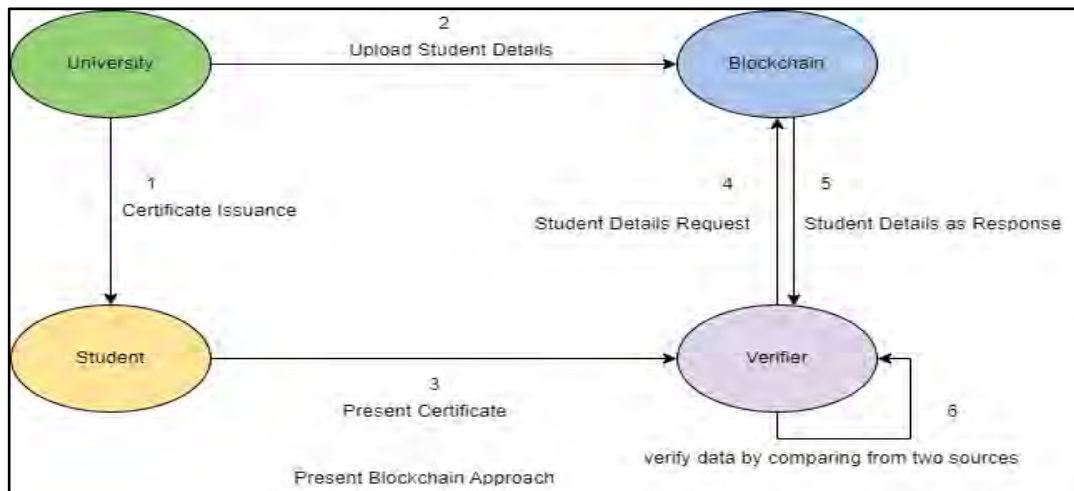 2
Upload Student Details
University
Blockchain
1
Certificate Issuance
4
5
Student Details Request
Student Details as Response
Student
Verifier
3
Present Certificate
6
verify data by comparing from two sources
Present Blockchain Approach